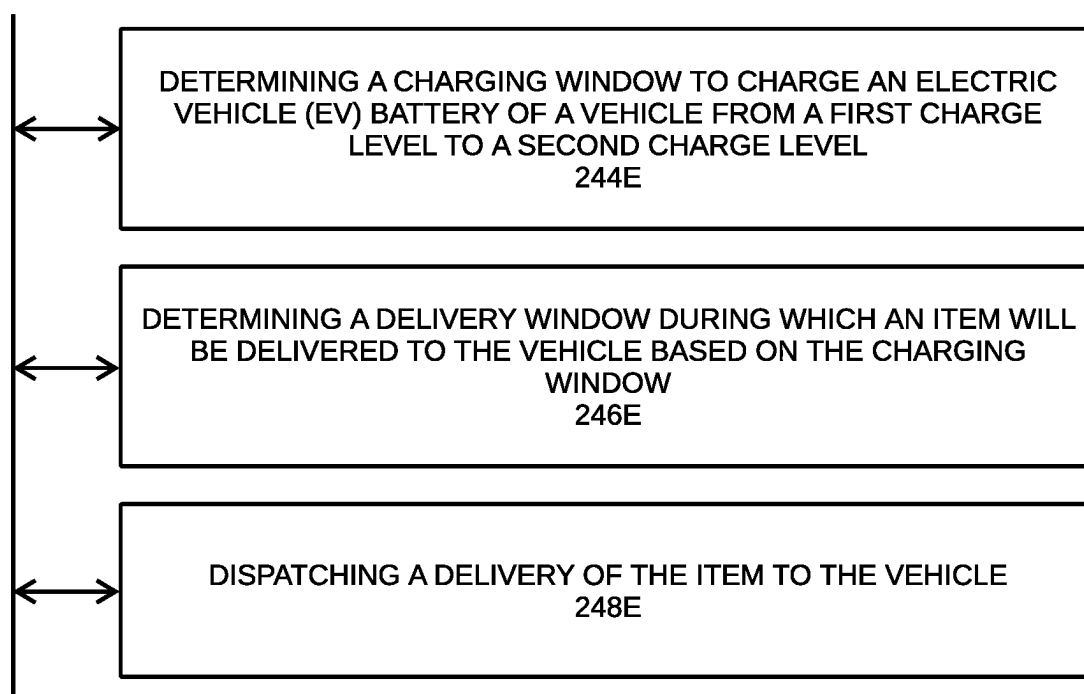 DETERMINING A CHARGING WINDOW TO CHARGE AN ELECTRIC
VEHICLE (EV) BATTERY OF A VEHICLE FROM A FIRST CHARGE
LEVEL TO A SECOND CHARGE LEVEL
244E
DETERMINING A DELIVERY WINDOW DURING WHICH AN ITEM WILL
BE DELIVERED TO THE VEHICLE BASED ON THE CHARGING
WINDOW
246E
DISPATCHING A DELIVERY OF THE ITEM TO THE VEHICLE
248E